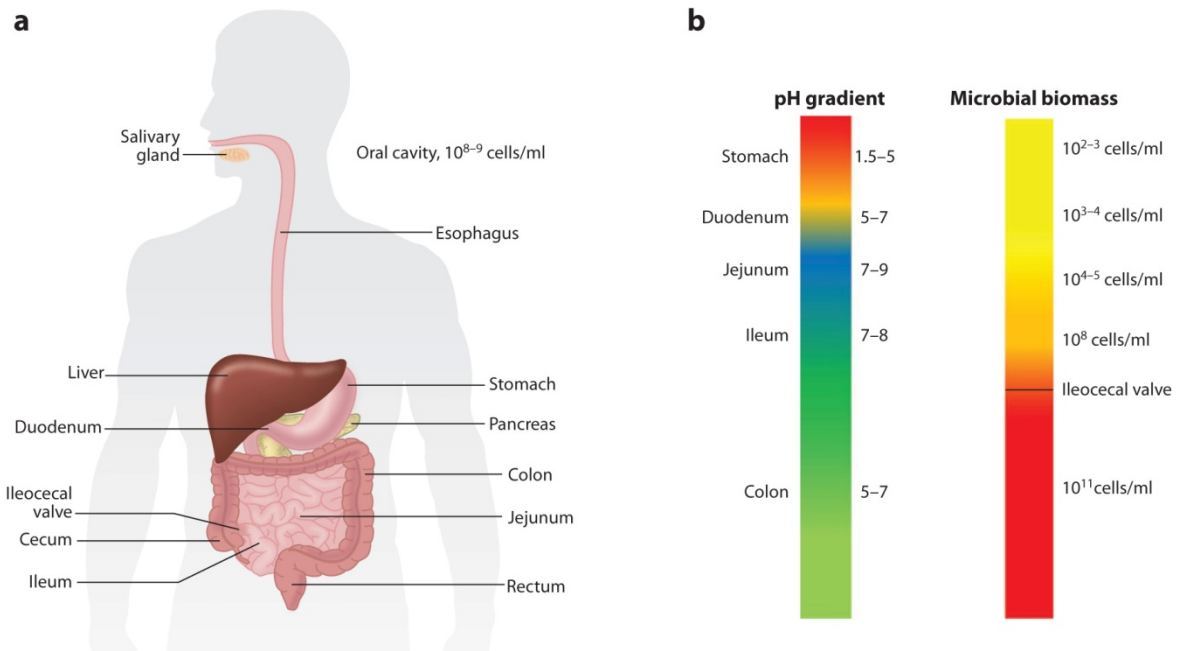 a
Salivary
gland
Oral cavity, 10⁸⁻⁹ cells/ml
Esophagus
Liver
Stomach
Duodenum
Pancreas
Colon
Ileocecal
valve
Jejunum
Cecum
Ileum
Rectum
b
pH gradient
Microbial biomass
Stomach
1.5–5
10²⁻³ cells/ml
Duodenum
5–7
10³⁻⁴ cells/ml
Jejunum
7–9
10⁴⁻⁵ cells/ml
Ileum
7–8
10⁸ cells/ml
Ileocecal valve
Colon
5–7
10¹¹cells/ml